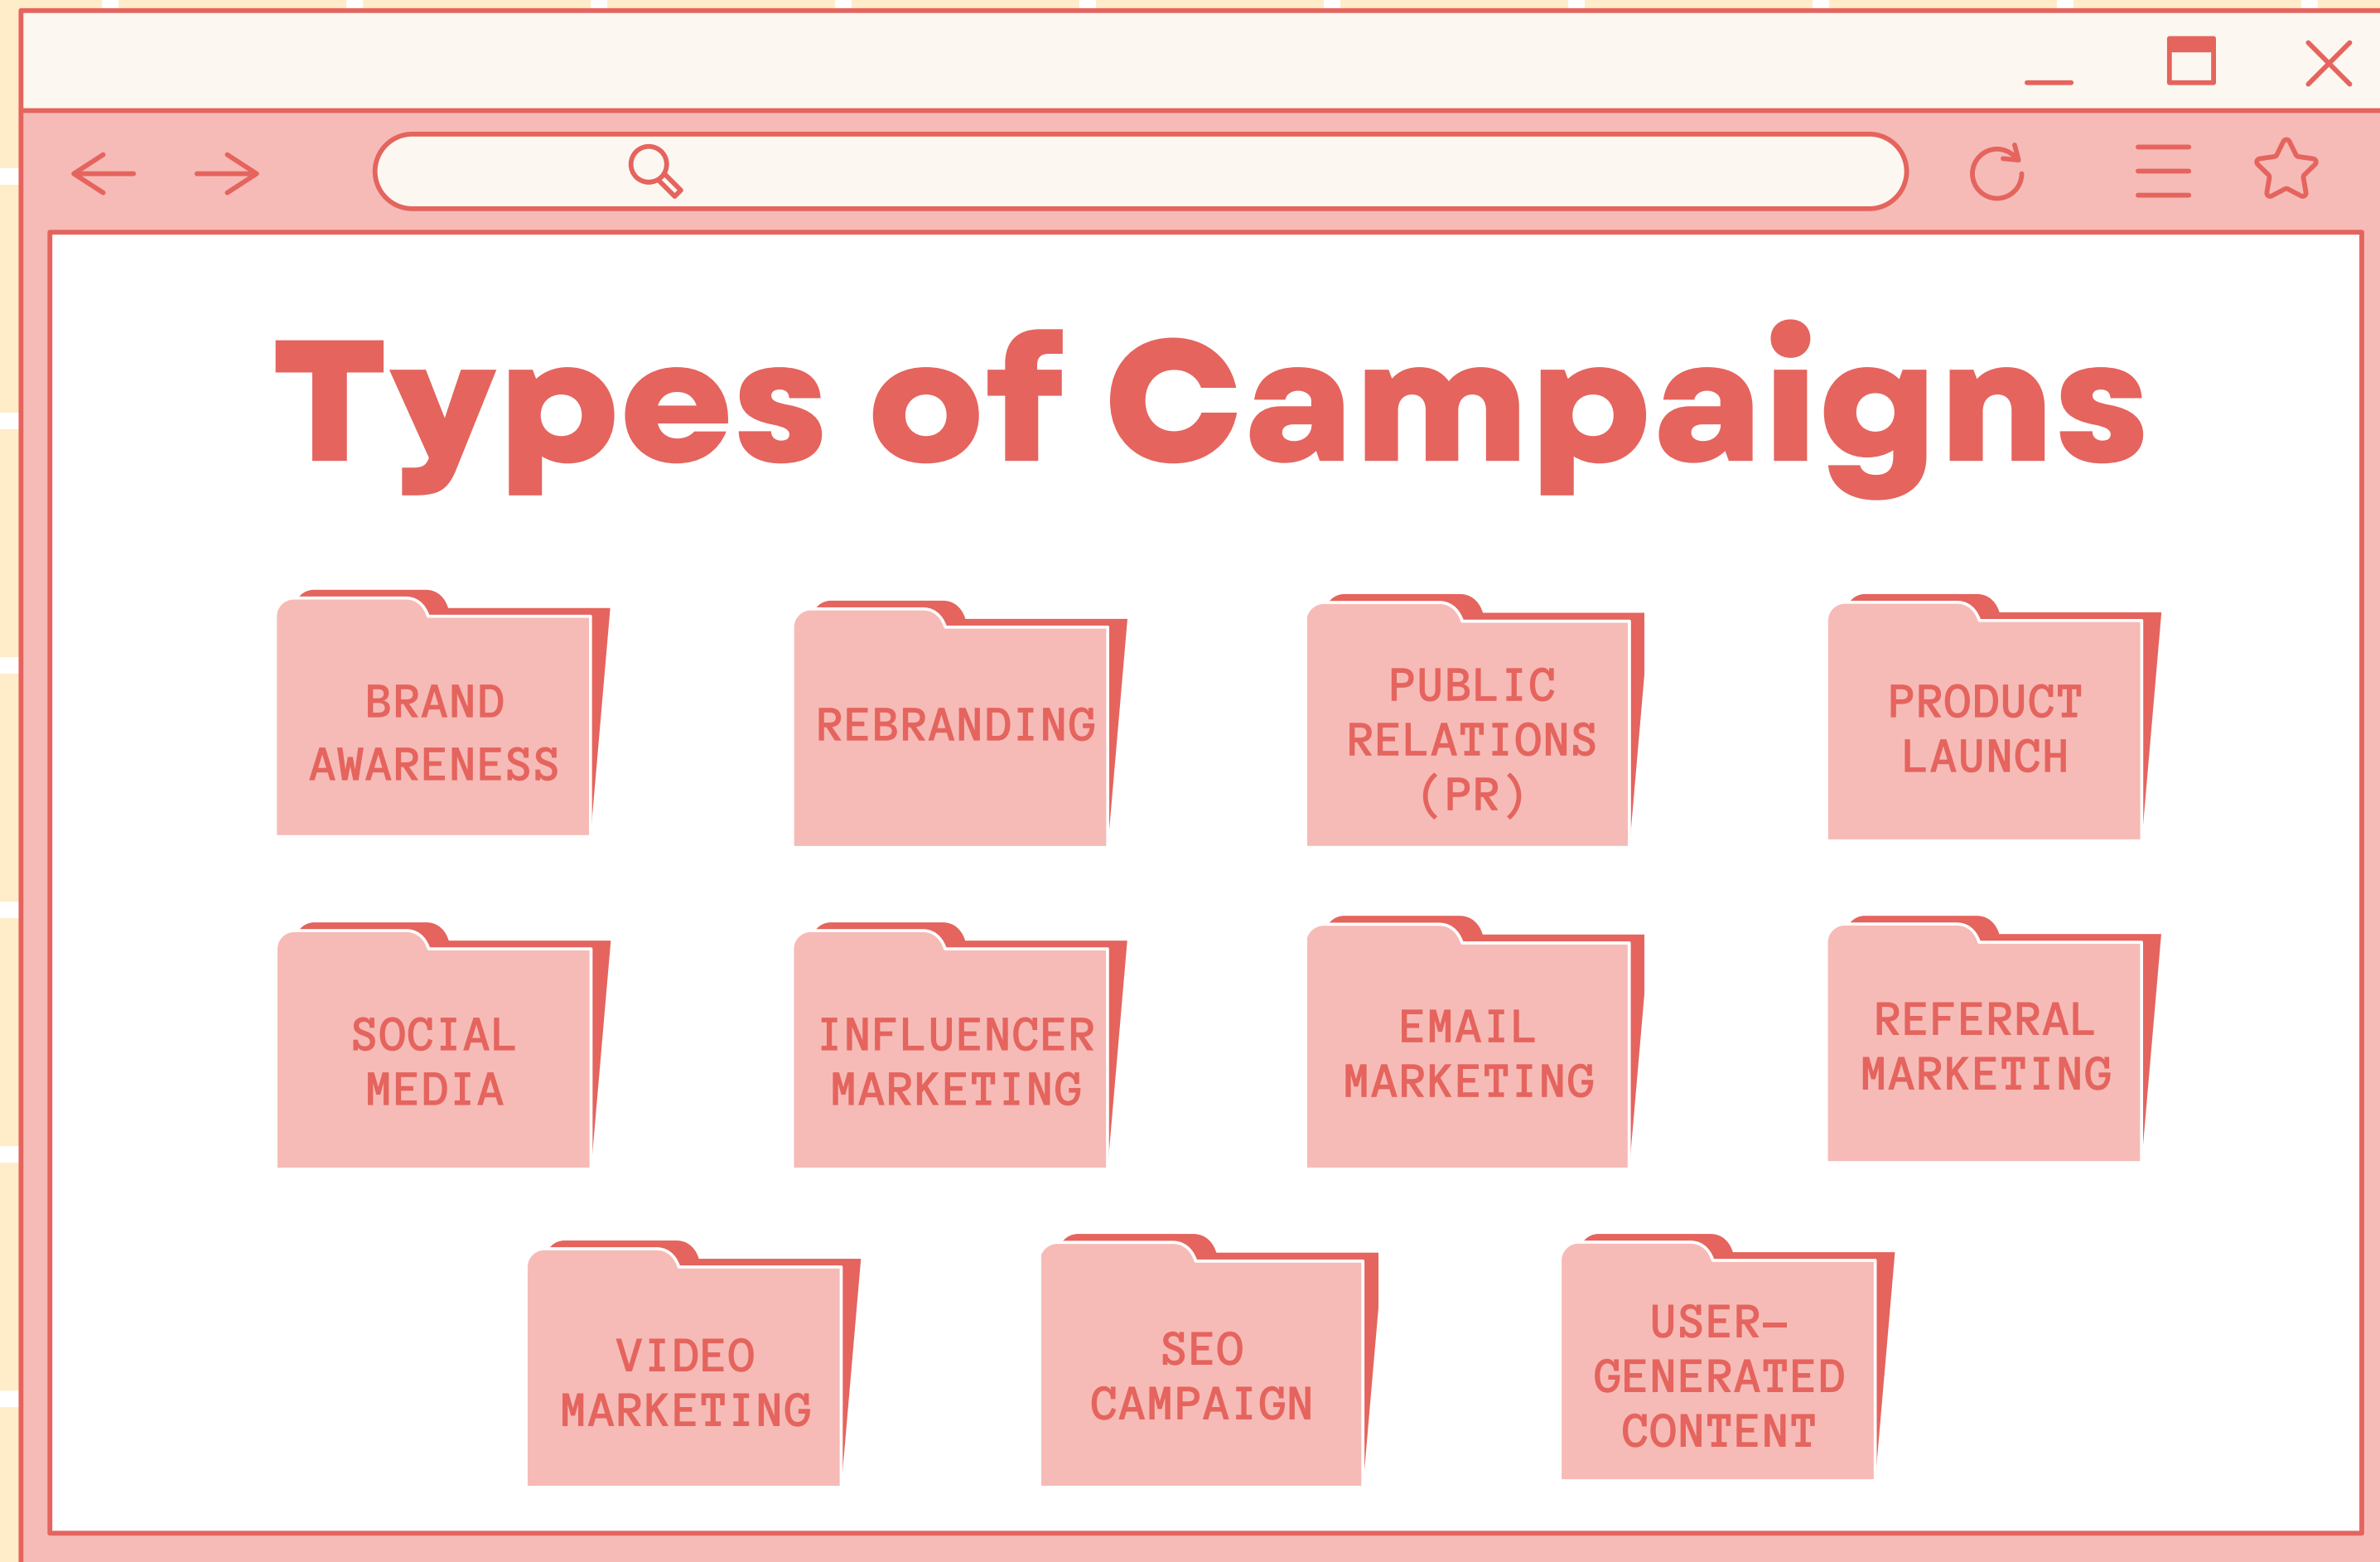 Types of Campaigns
BRAND
AWARENESS
REBRANDING
PUBLIC
RELATIONS
(PR)
PRODUCT
LAUNCH
SOCIAL
MEDIA
INFLUENCER
MARKETING
EMAIL
MARKETING
REFERRAL
MARKETING
VIDEO
MARKETING
SEO
CAMPAIGN
USER-
GENERATED
CONTENT